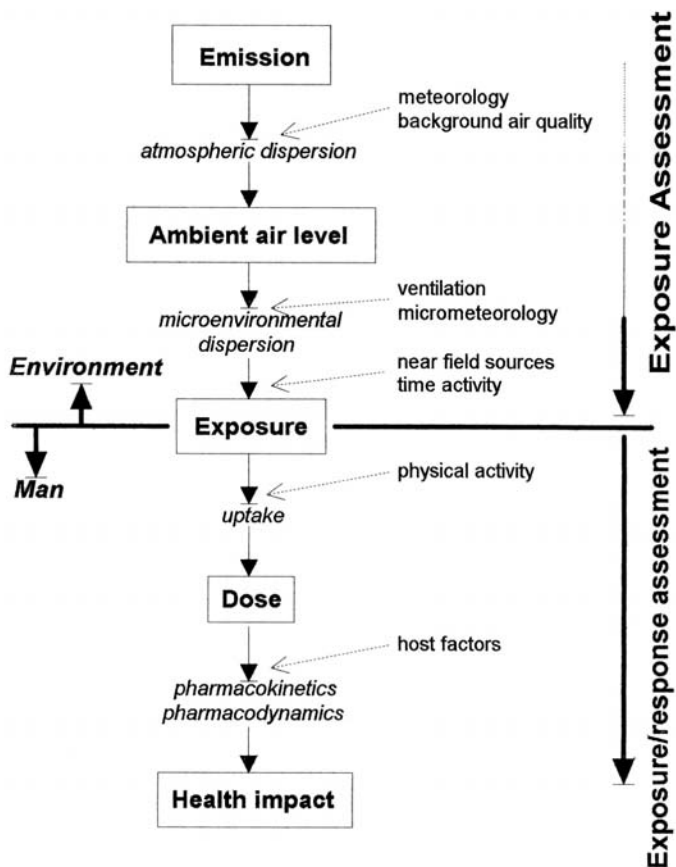 Emission
meteorology
background air quality
atmospheric dispersion
Ambient air level
ventilation
micrometeorology
microenvironmental
dispersion
near field sources
time activity
Environment
Exposure
Man
physical activity
uptake
Dose
host factors
pharmacokinetics
pharmacodynamics
Health impact
Exposure Assessment
Exposure/response assessment